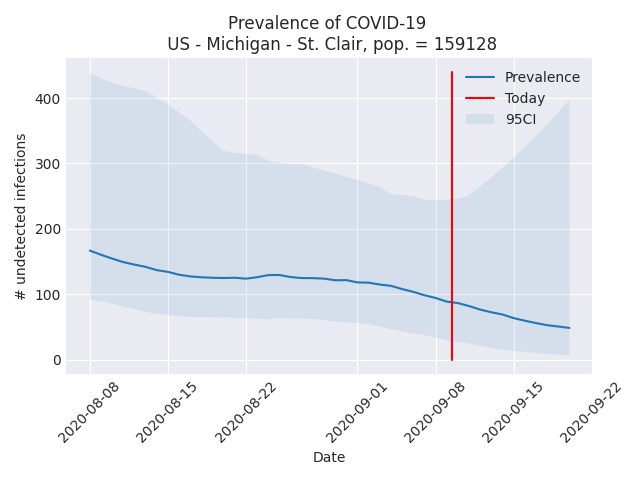 Prevalence of COVID-19
US - Michigan - St. Clair, pop. = 159128
Prevalence
Today
95CI
400
300
200
100
0
# undetected infections
2020-08-08
2020-08-15
2020-08-22
2020-09-01
2020-09-08
2020-09-15
2020-09-22
Date